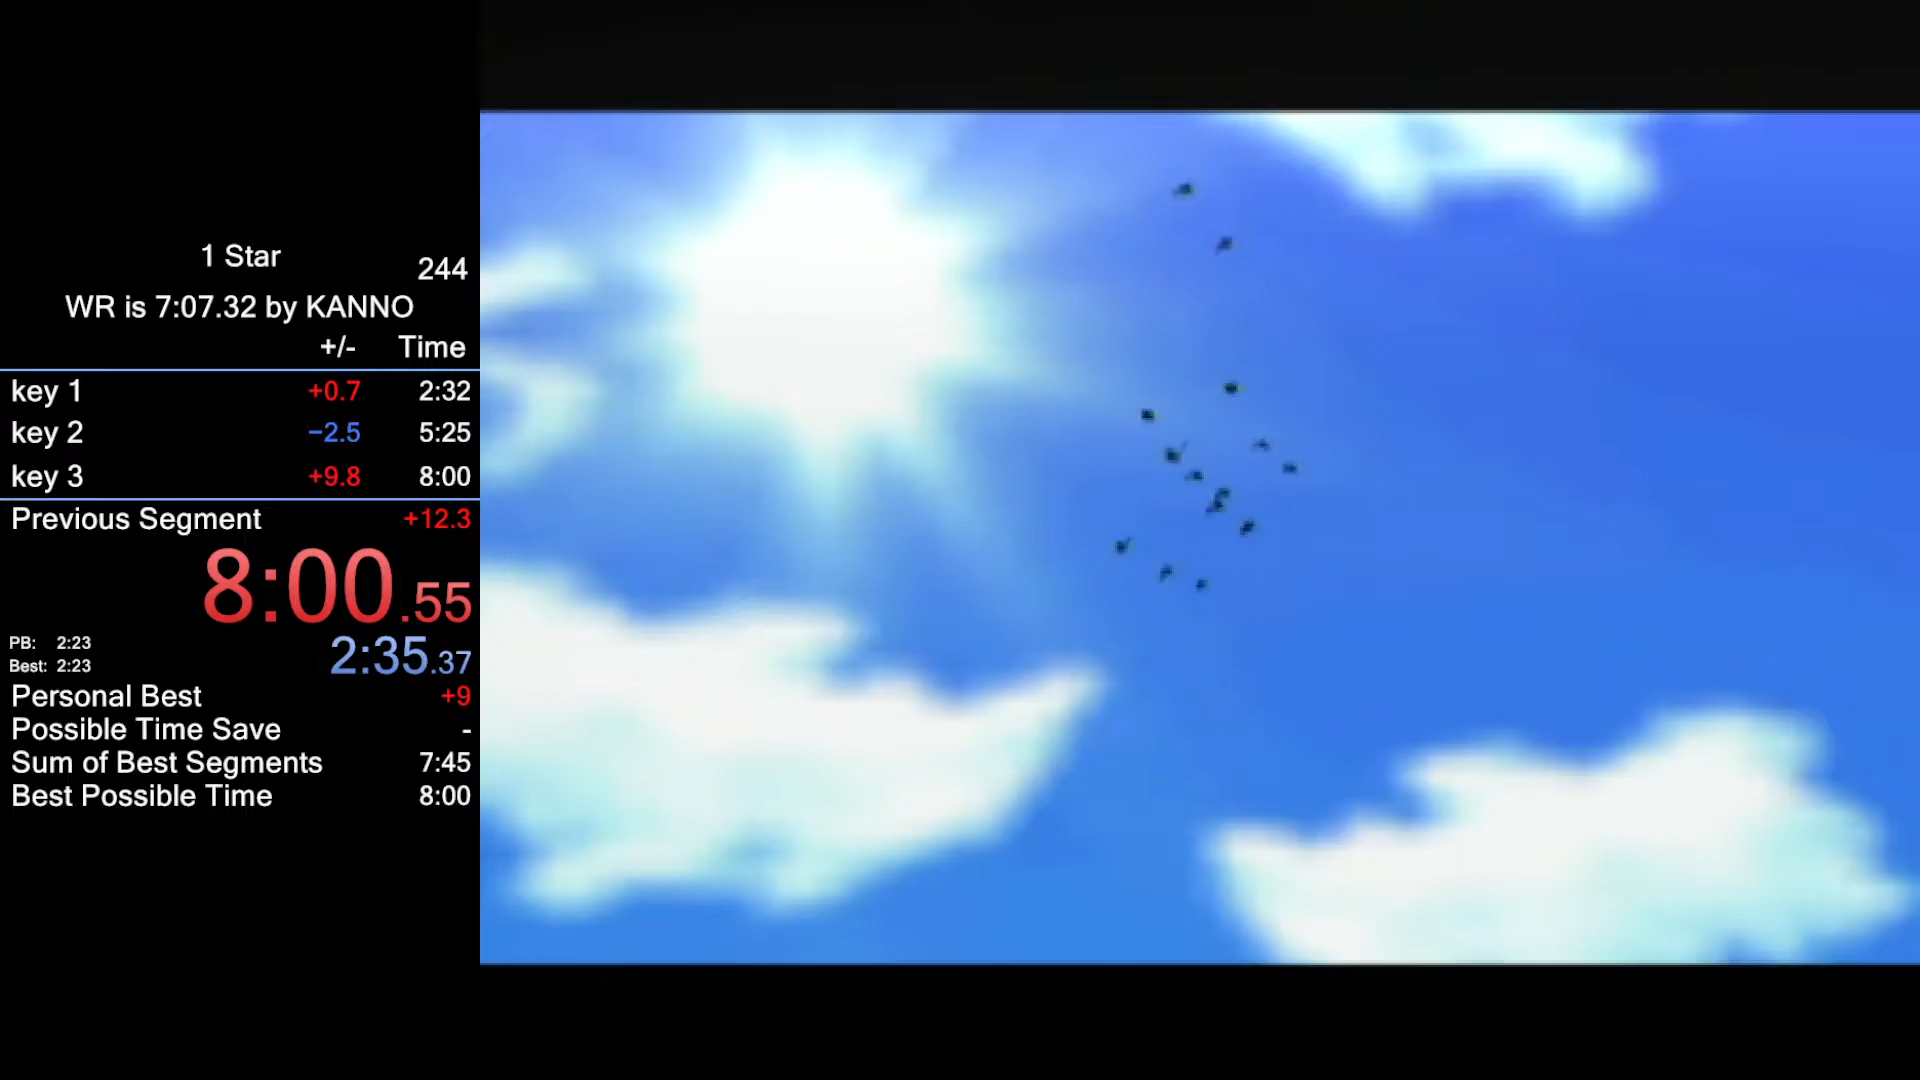 1 Star
244
WR is 7:07.32 by KANNO
+/- Time
key 1 +0.7 2:32
key 2 −2.5 5:25
key 3 +9.8 8:00
Previous Segment +12.3
8:00.55
PB: 2:23
Best: 2:23
2:35.37
Personal Best +9
Possible Time Save -
Sum of Best Segments 7:45
Best Possible Time 8:00